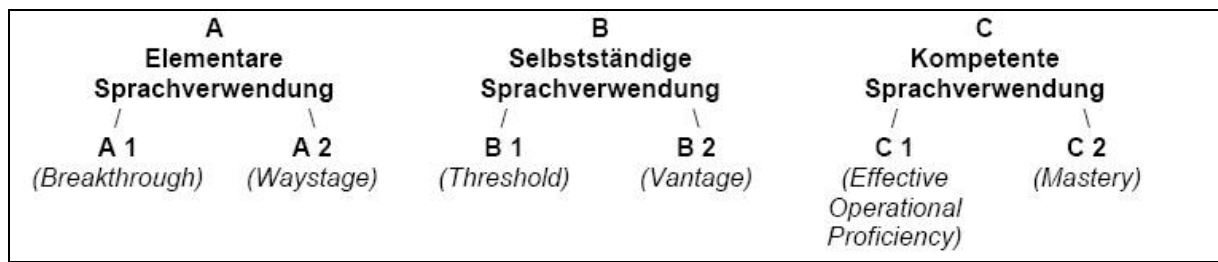 A B C
Elementare Selbstständige Kompetente
Sprachverwendung Sprachverwendung Sprachverwendung
/ \ / \ / \
A 1 A 2 B 1 B 2 C 1 C 2
(Breakthrough) (Waystage) (Threshold) (Vantage) (Effective (Mastery)
Operational
Proficiency)